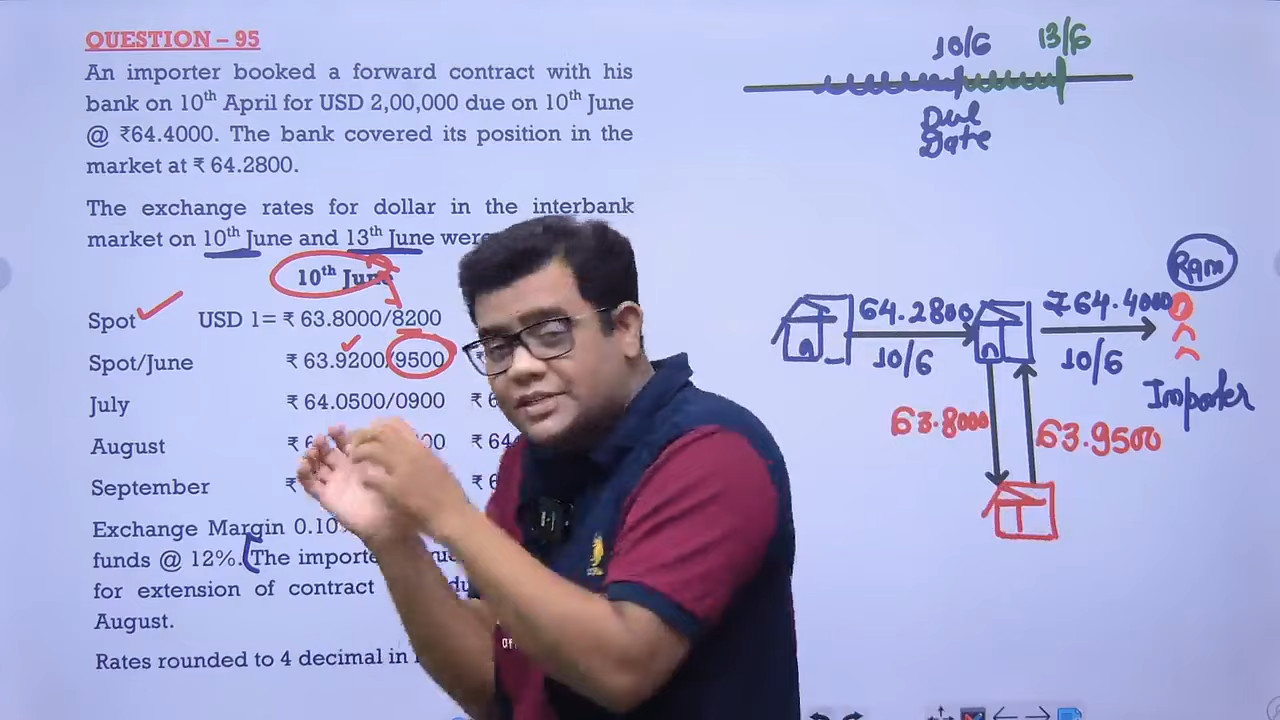 QUESTION – 95
An importer booked a forward contract with his
bank on 10th April for USD 2,00,000 due on 10th June
@ ₹64.4000. The bank covered its position in the
market at ₹ 64.2800.
The exchange rates for dollar in the interbank
market on 10th June and 13th June were
10th June
Spot USD 1= ₹ 63.8000/8200
Spot/June ₹ 63.9200/9500
July ₹ 64.0500/0900
August
September
Exchange Margin 0.10
funds @ 12%. The
for extension of contract
August.
Rates rounded to 4 decimal in
10/6 13/6
Due
Date
Ram
64.2800 ₹64.4000
10/6 10/6
Importer
63.8000 63.9500